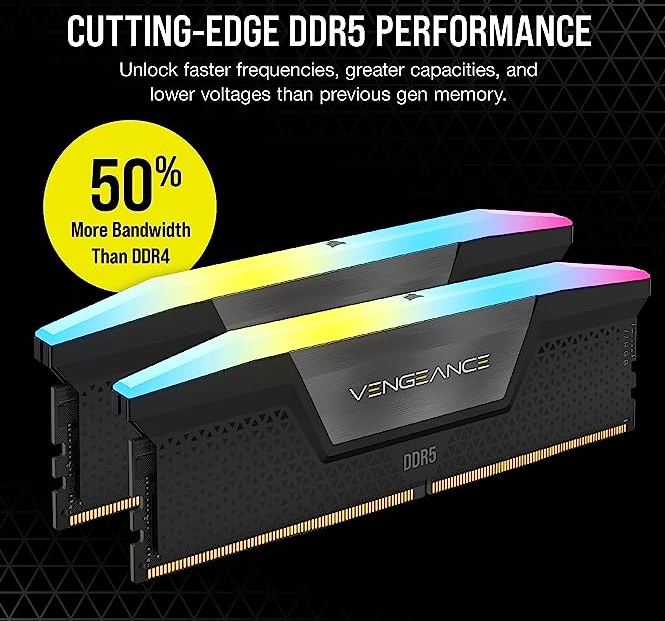 CUTTING-EDGE DDR5 PERFORMANCE
Unlock faster frequencies, greater capacities, and
lower voltages than previous gen memory.
50%
More Bandwidth
Than DDR4
VENGEANCE
DDR5